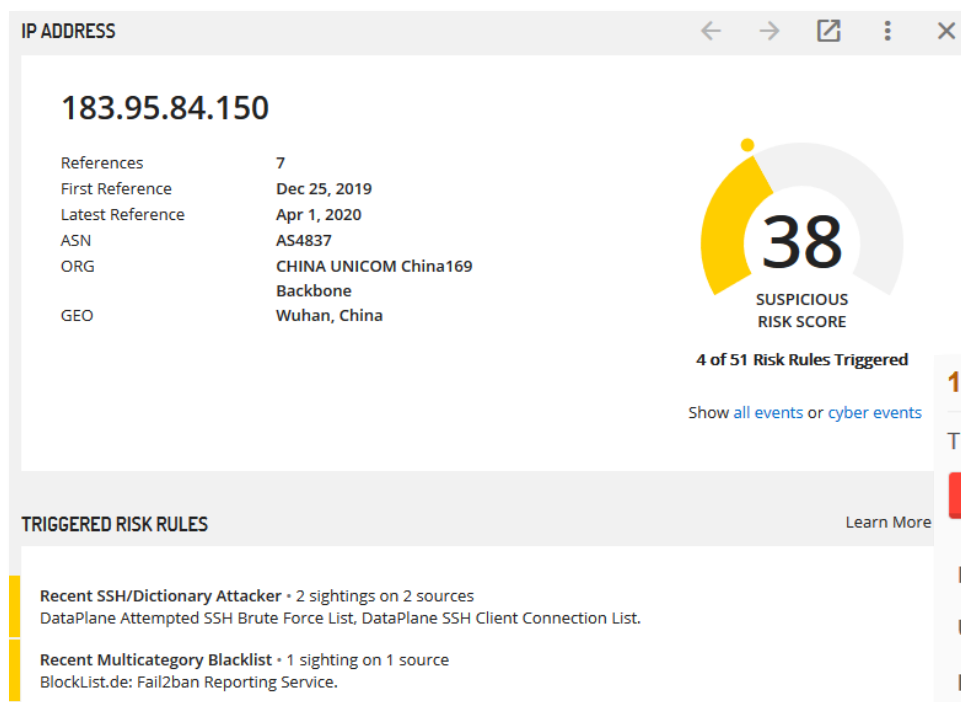 IP ADDRESS
183.95.84.150
References 7
First Reference Dec 25, 2019
Latest Reference Apr 1, 2020
ASN AS4837
ORG CHINA UNICOM China169
Backbone
GEO Wuhan, China
38
SUSPICIOUS
RISK SCORE
4 of 51 Risk Rules Triggered
Show all events or cyber events
TRIGGERED RISK RULES
Learn More
Recent SSH/Dictionary Attacker • 2 sightings on 2 sources
DataPlane Attempted SSH Brute Force List, DataPlane SSH Client Connection List.
Recent Multicategory Blacklist • 1 sighting on 1 source
BlockList.de: Fail2ban Reporting Service.